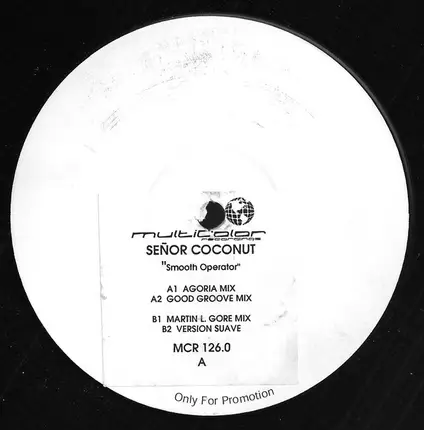 multicolor
recordings
SEÑOR COCONUT
"Smooth Operator"
A1 AGORIA MIX
A2 GOOD GROOVE MIX
B1 MARTIN L. GORE MIX
B2 VERSION SUAVE
MCR 126.0
A
Only For Promotion